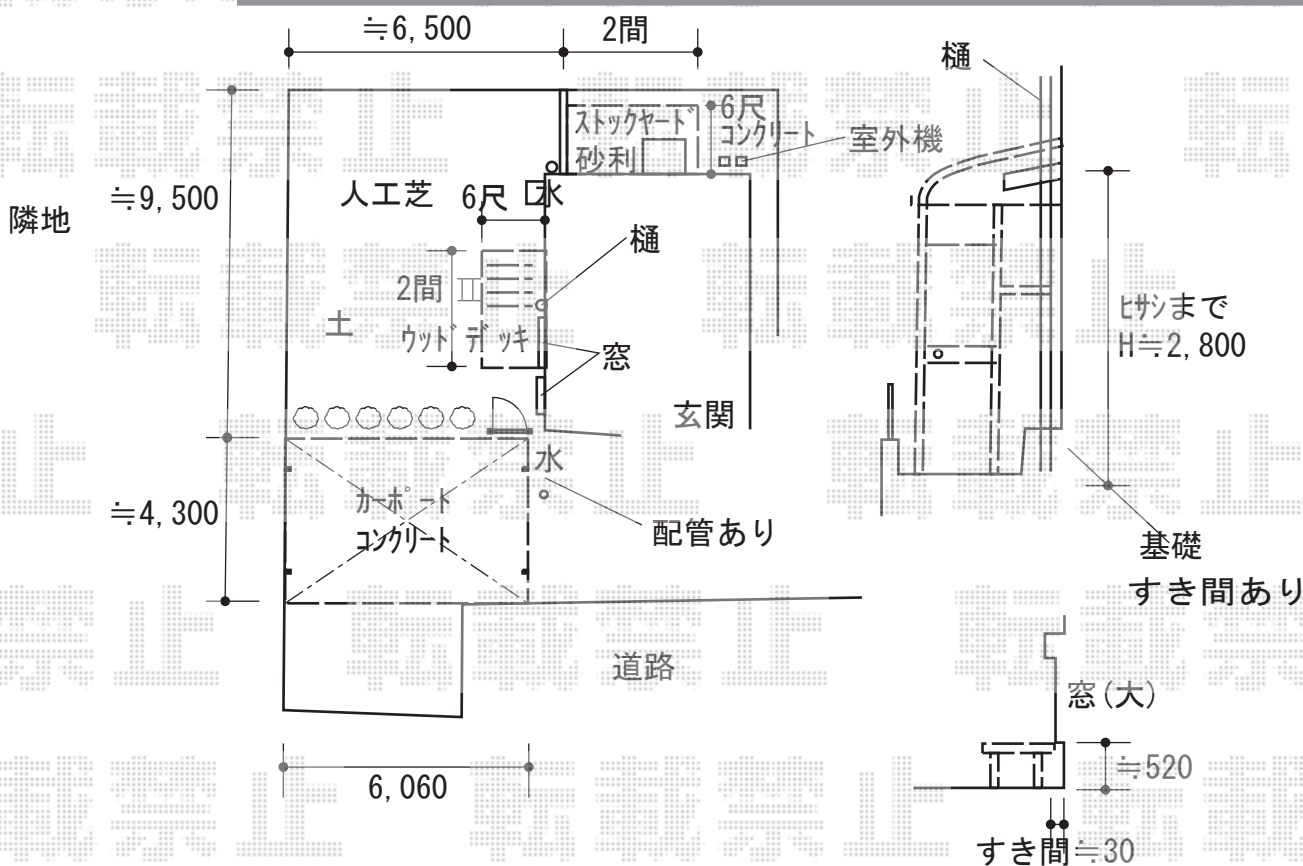 ≒6,500
2間
樋
6尺
ストックヤード
コンクリート
砂利
室外機
≒9,500
人工芝
6尺
水
隣地
樋
2間
ヒサシまで
H≒2,800
土
ウッドデッキ
窓
玄関
水
カーポート
≒4,300
コンクリート
配管あり
基礎
すき間あり
道路
窓(大)
≒520
6,060
すき間≒30
転載禁止